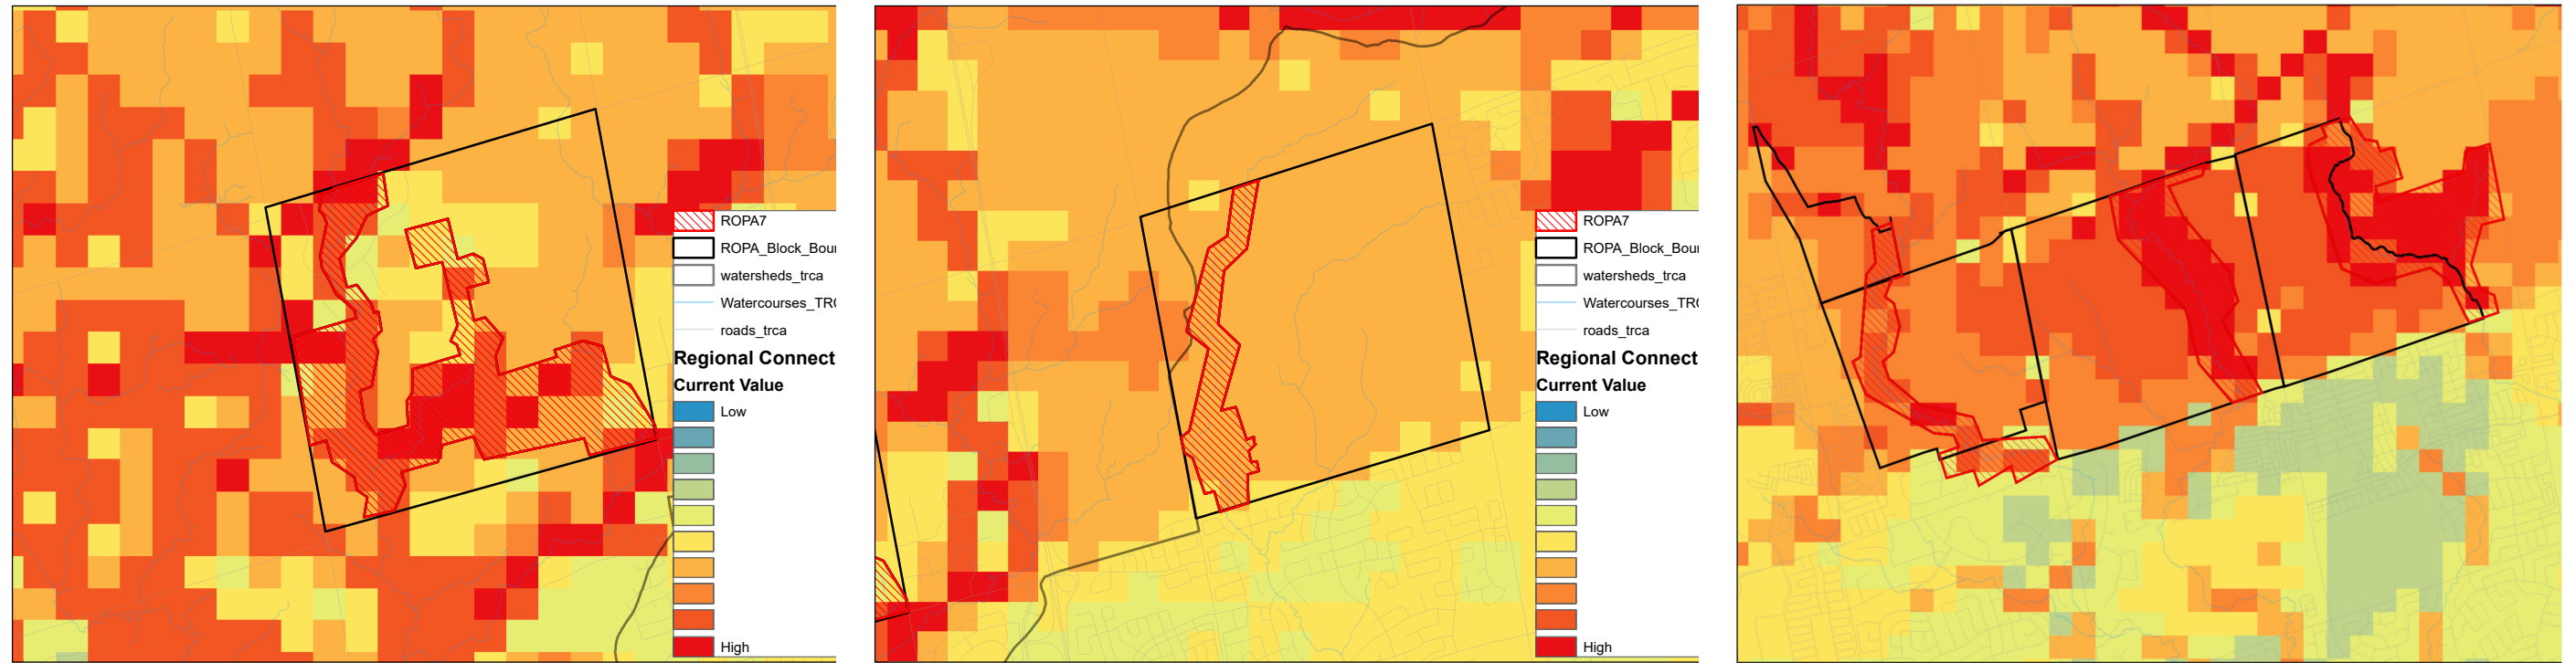 ROPA7
ROPA_Block_Bou
watersheds_trca
Watercourses_TR
roads_trca
Regional Connect
Current Value
Low
High
ROPA7
ROPA_Block_Bou
watersheds_trca
Watercourses_TR
roads_trca
Regional Connect
Current Value
Low
High